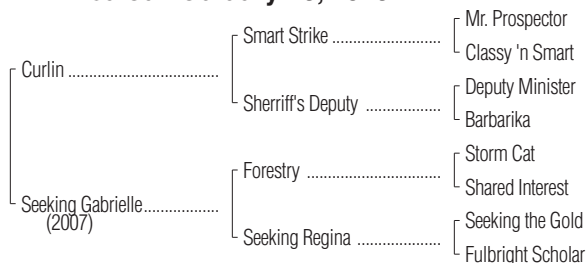 Mr. Prospector
Smart Strike ..........................
Classy 'n Smart
Curlin .....................................
Deputy Minister
Sherriff's Deputy ..................
Barbarika
Storm Cat
Forestry ................................
Shared Interest
Seeking Gabrielle..................
(2007)
Seeking the Gold
Seeking Regina ....................
Fulbright Scholar